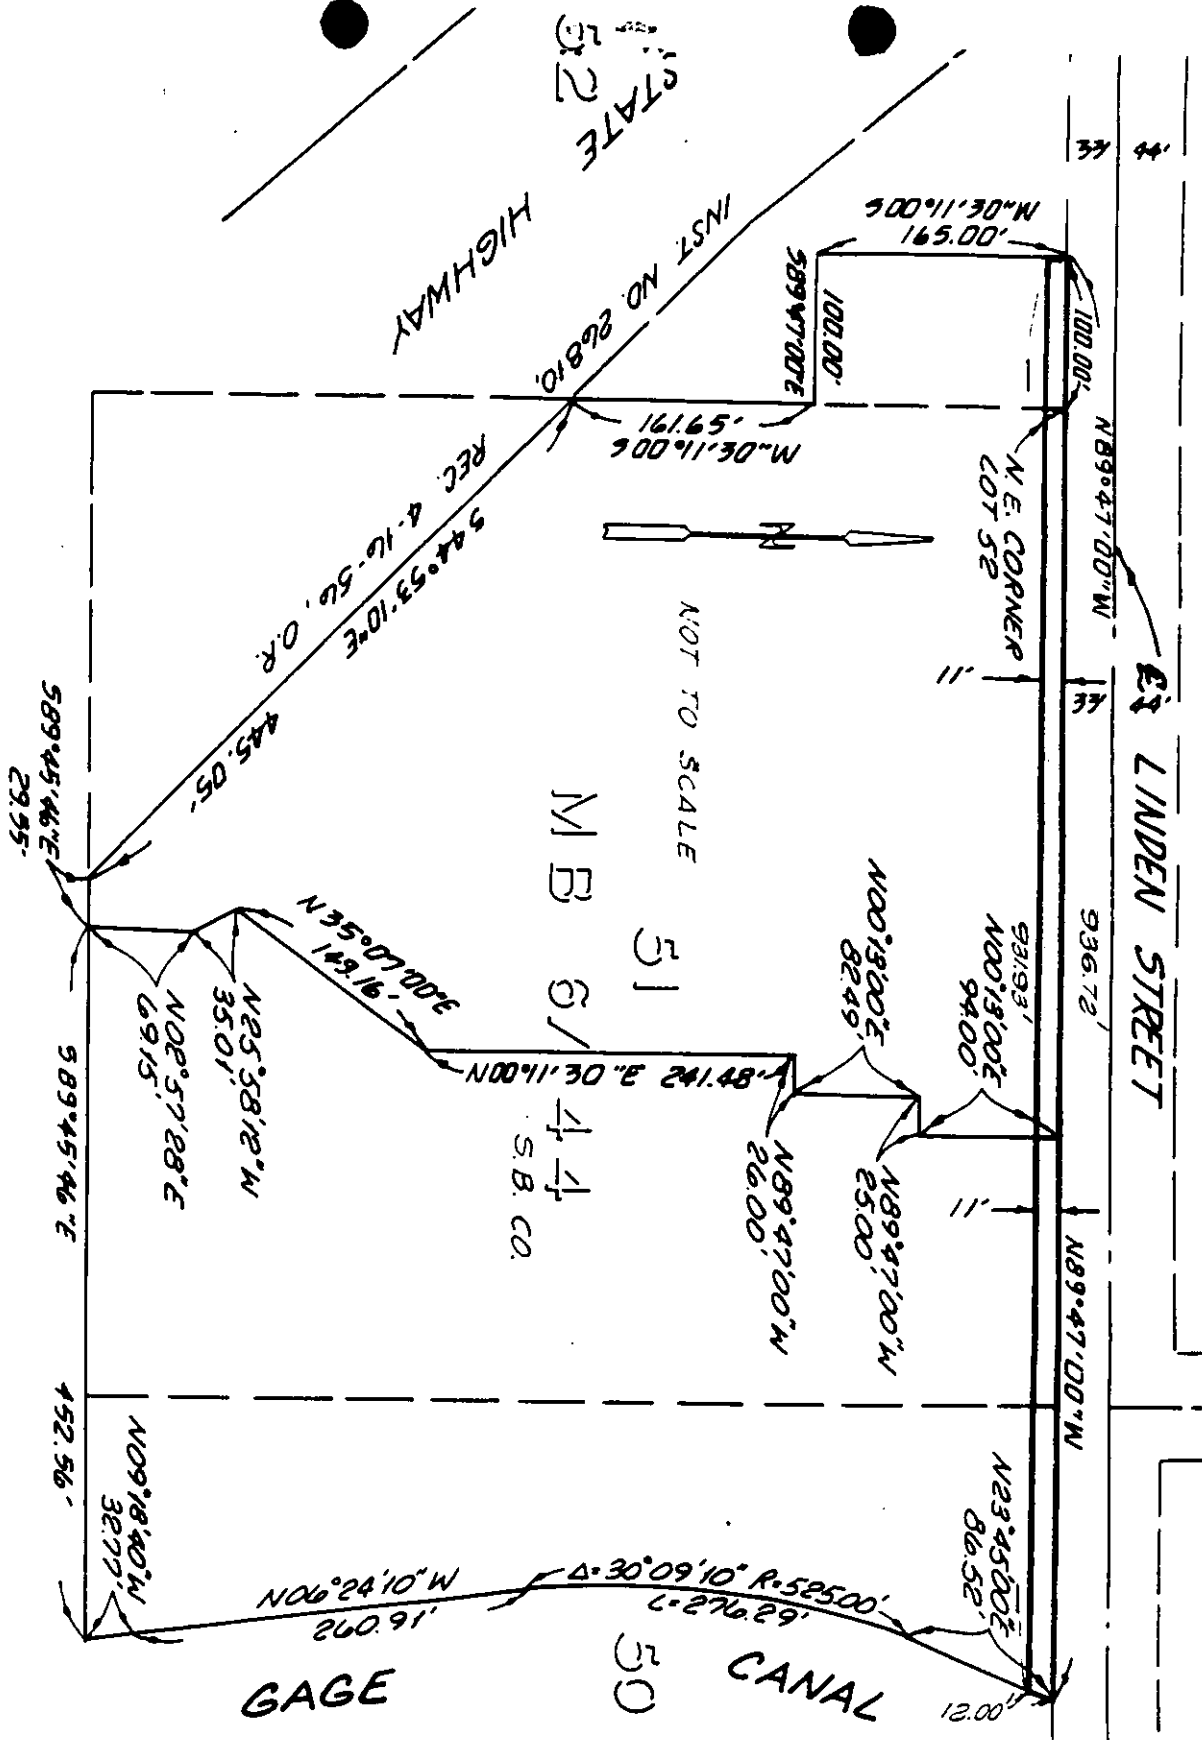 STATE
HIGHWAY
52
INST. NO. 26810,
REC. 4-16-56, O.R.
S44°53'10"E
445.05'
33'
44'
S00°11'30"W
165.00'
S89°47'00"E
100.00'
100.00'
161.65'
S00°11'30"W
N.E. CORNER
LOT 52
N89°47'00"W
11'
33'
44'
LINDEN STREET
936.72'
931.93'
N
NOT TO SCALE
51
MB 6/44
S.B. CO.
N00°13'00"E
94.00'
N00°13'00"E
82.49'
N89°47'00"W
25.00'
N89°47'00"W
26.00'
N00°11'30"E 241.48'
N35°07'00"E
149.16'
N25°58'12"W
35.01'
N02°57'28"E
69.15'
S89°45'46"E
29.55'
S89°45'46"E 452.56'
11'
N89°47'00"W
N23°45'00"E
86.52'
12.00'
Δ=30°09'10" R=525.00'
L=276.29'
N06°24'10"W
260.91'
N09°18'40"W
32.77'
50
GAGE CANAL